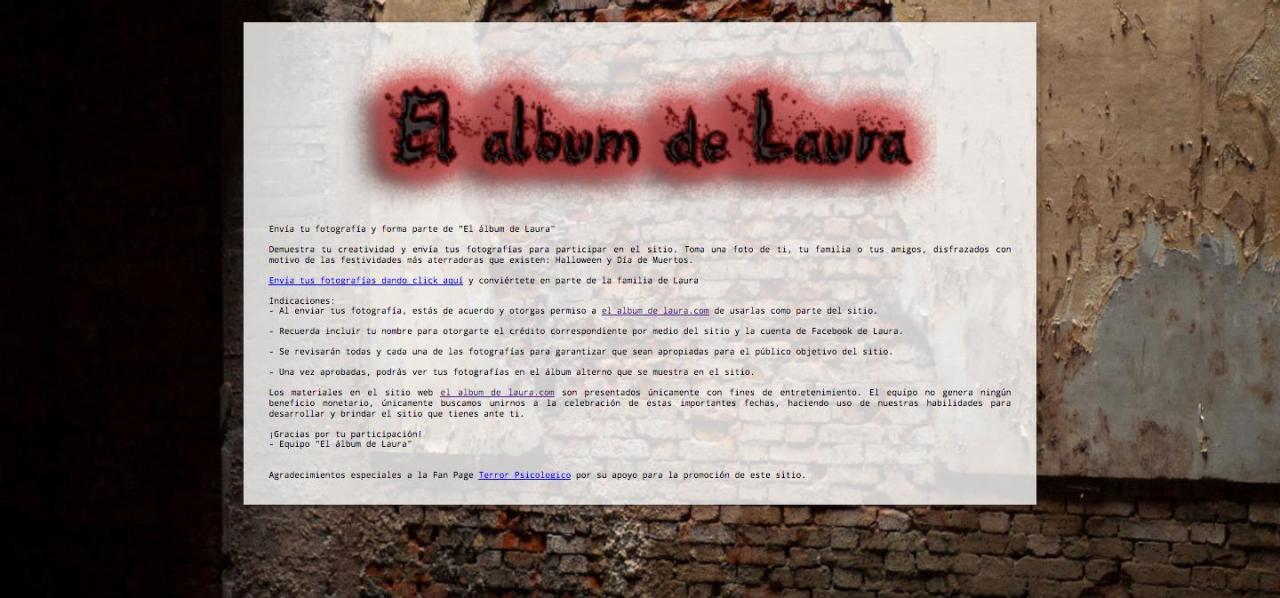 El album de Laura
Envía tu fotografía y forma parte de "El álbum de Laura"
Demuestra tu creatividad y envía tus fotografías para participar en el sitio. Toma una foto de ti, tu familia o tus amigos, disfrazados con
motivo de las festividades más aterradoras que existen: Halloween y Día de Muertos.
Envía tus fotografías dando click aquí y conviértete en parte de la familia de Laura
Indicaciones:
- Al enviar tus fotografía, estás de acuerdo y otorgas permiso a el album de laura.com de usarlas como parte del sitio.
- Recuerda incluir tu nombre para otorgarte el crédito correspondiente por medio del sitio y la cuenta de Facebook de Laura.
- Se revisarán todas y cada una de las fotografías para garantizar que sean apropiadas para el público objetivo del sitio.
- Una vez aprobadas, podrás ver tus fotografías en el álbum alterno que se muestra en el sitio.
Los materiales en el sitio web el album de laura.com son presentados únicamente con fines de entretenimiento. El equipo no genera ningún
beneficio monetario, únicamente buscamos unirnos a la celebración de estas importantes fechas, haciendo uso de nuestras habilidades para
desarrollar y brindar el sitio que tienes ante ti.
¡Gracias por tu participación!
- Equipo "El álbum de Laura"
Agradecimientos especiales a la Fan Page Terror Psicologico por su apoyo para la promoción de este sitio.